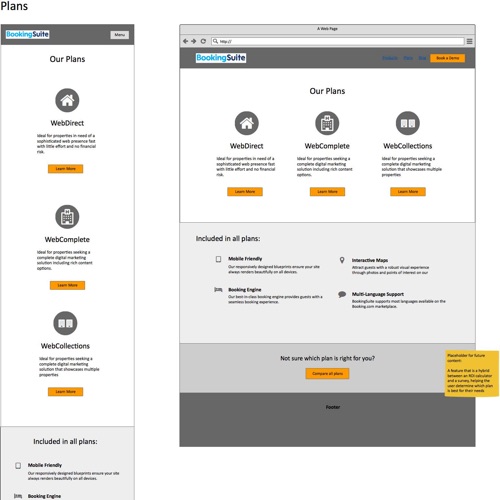 Plans
BookingSuite
Menu
Our Plans
WebDirect
Ideal for properties in need of a
sophisticated web presence fast
with little effort and no financial
risk.
Learn More
WebComplete
Ideal for properties seeking a
complete digital marketing
solution including rich content
options.
Learn More
WebCollections
Ideal for properties seeking a
complete digital marketing
solution that showcases multiple
properties
Learn More
Included in all plans:
Mobile Friendly
Our responsively designed blueprints ensure your site
always renders beautifully on all devices.
Booking Engine
A Web Page
http://
BookingSuite
Book a Demo
Our Plans
WebDirect
Ideal for properties in need of a
sophisticated web presence fast
with little effort and no financial
risk.
Learn More
WebComplete
Ideal for properties seeking a
complete digital marketing
solution including rich content
options.
Learn More
WebCollections
Ideal for properties seeking a
complete digital marketing
solution that showcases multiple
properties
Learn More
Included in all plans:
Mobile Friendly
Our responsively designed blueprints ensure your site
always renders beautifully on all devices.
Interactive Maps
Attract guests with a robust visual experience
through photos and points of interest on our
Booking Engine
Our best in class booking engine provides guests with a
seamless booking experience.
Multi-Language Support
BookingSuite supports most languages available on the
Booking.com marketplace.
Not sure which plan is right for you?
Compare all plans
Placeholder for future
content:
A feature that is a hybrid
between an ROI calculator
and a survey, helping the
user determine which plan
is best for their needs
Footer